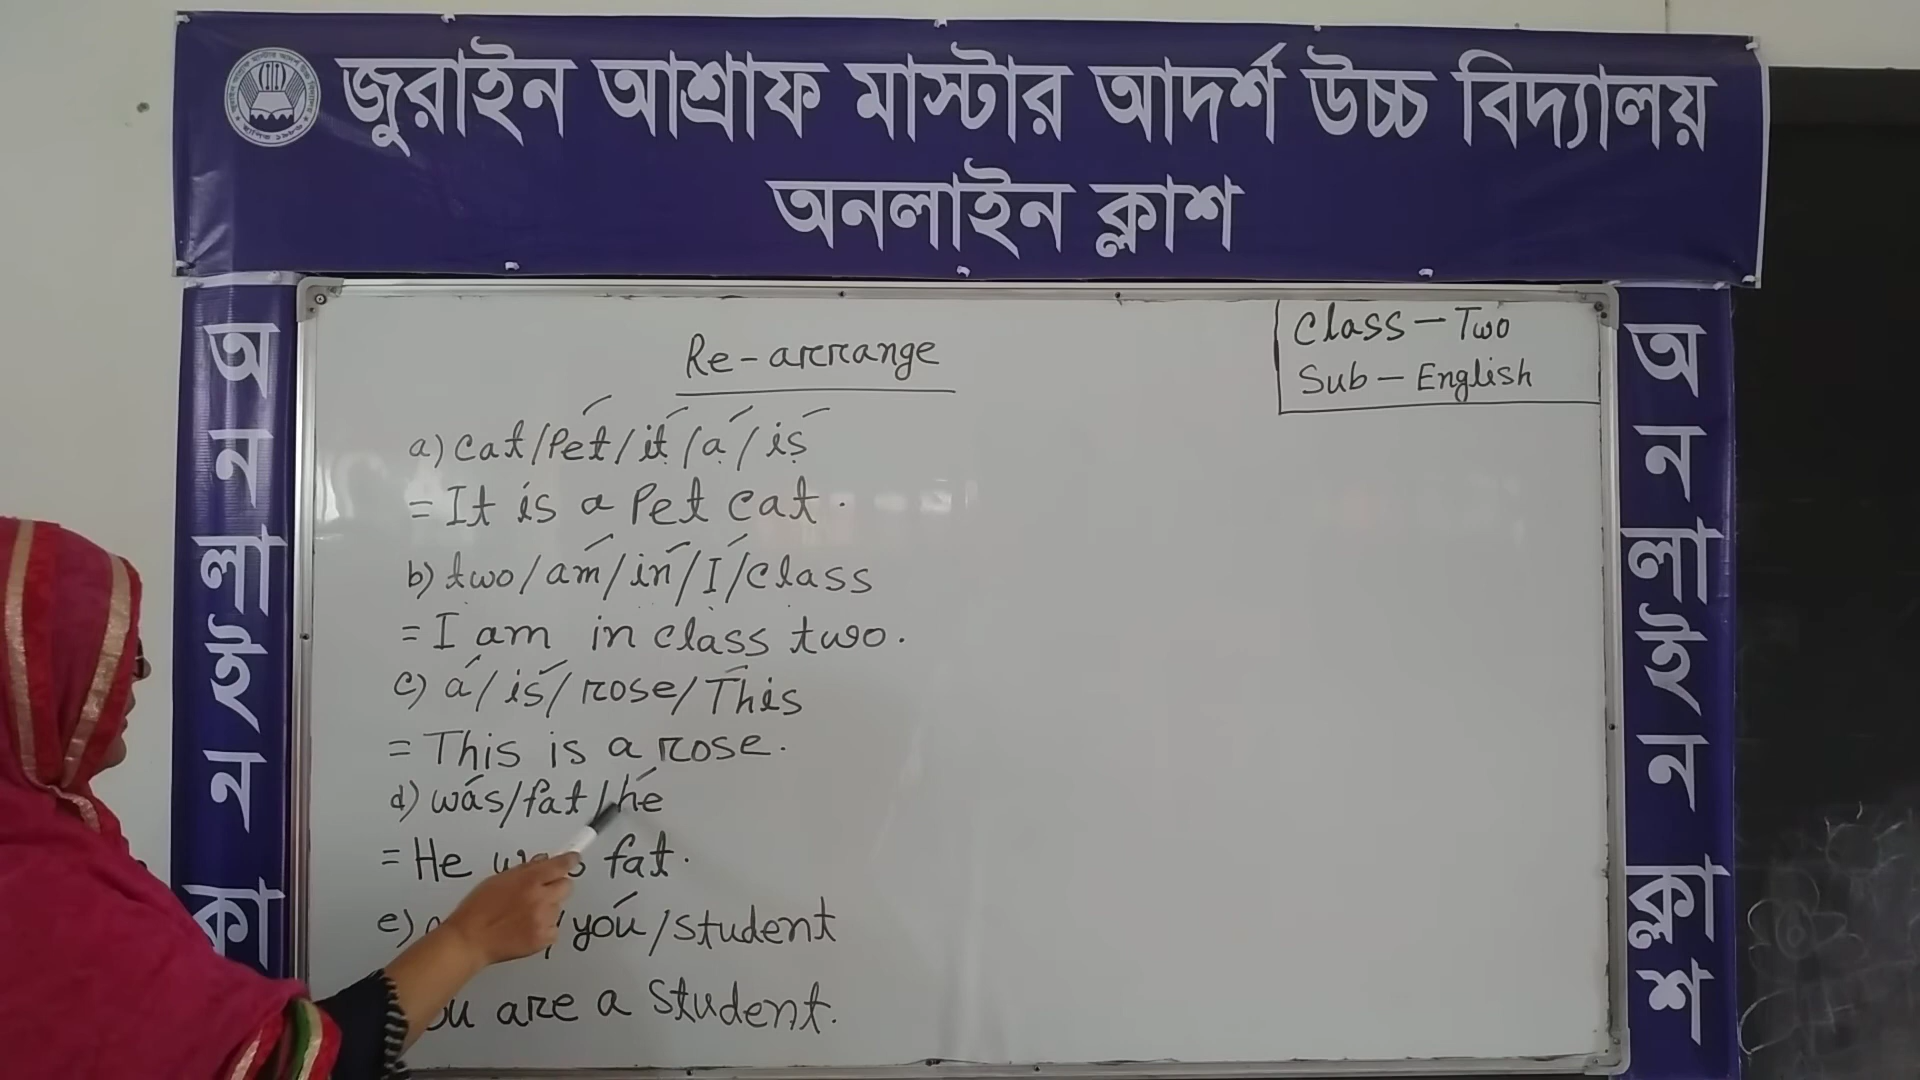 জুরাইন আশ্রাফ মাস্টার আদর্শ উচ্চ বিদ্যালয়
অনলাইন ক্লাশ
Class - Two
Sub - English
Re-arrange
a) cat/Pet/it/a/is
= It is a Pet cat.
b) two/am/in/I/class
= I am in class two.
c) a/is/rose/This
= This is a rose.
d) was/fat/he
= He was fat.
e) /you/student
are a student.
অনলাইন ক্লা
অনলাইন ক্লাশ